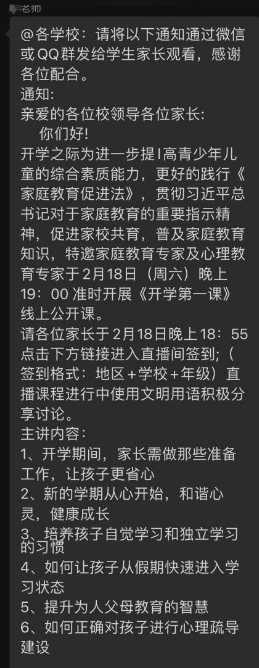 老师
@各学校：请将以下通知通过微信
或QQ群发给学生家长观看，感谢
各位配合。
通知:
亲爱的各位校领导各位家长:
你们好!
开学之际为进一步提l高青少年儿
童的综合素质能力，更好的践行《
家庭教育促进法》，贯彻习近平总
书记对于家庭教育的重要指示精
神，促进家校共育，普及家庭教育
知识，特邀家庭教育专家及心理教
育专家于2月18日（周六）晚上
19：00 准时开展《开学第一课》
线上公开课。
请各位家长于2月18日晚上18：55
点击下方链接进入直播间签到;（
签到格式：地区+学校+年级）直
播课程进行中使用文明用语积极分
享讨论。
主讲内容：
1、开学期间，家长需做那些准备
工作，让孩子更省心
2、新的学期从心开始，和谐心
灵，健康成长
3、培养孩子自觉学习和独立学习
的习惯
4、如何让孩子从假期快速进入学
习状态
5、提升为人父母教育的智慧
6、如何正确对孩子进行心理疏导
建设